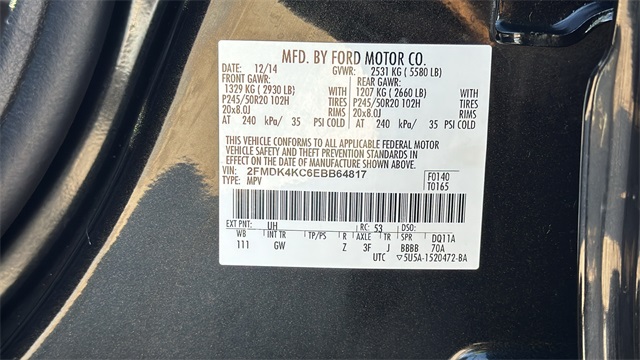 MFD. BY FORD MOTOR CO.
DATE: 12/14 GVWR: 2531 KG ( 5580 LB)
FRONT GAWR: REAR GAWR:
1329 KG ( 2930 LB) WITH 1207 KG ( 2660 LB) WITH
P245/50R20 102H TIRES P245/50R20 102H TIRES
20x8.0J RIMS 20x8.0J RIMS
AT 240 kPa/ 35 PSI COLD AT 240 kPa/ 35 PSI COLD
THIS VEHICLE CONFORMS TO ALL APPLICABLE FEDERAL MOTOR
VEHICLE SAFETY AND THEFT PREVENTION STANDARDS IN
EFFECT ON THE DATE OF MANUFACTURE SHOWN ABOVE.
VIN: 2FMDK4KC6EBB64817 F0140
TYPE: MPV T0165
EXT PNT: UH RC: 53 DSO:
WB INT TR TP/PS R AXLE TR SPR DQ11A
111 GW Z 3F J BBBB 70A
UTC ▽5U5A-1520472-BA